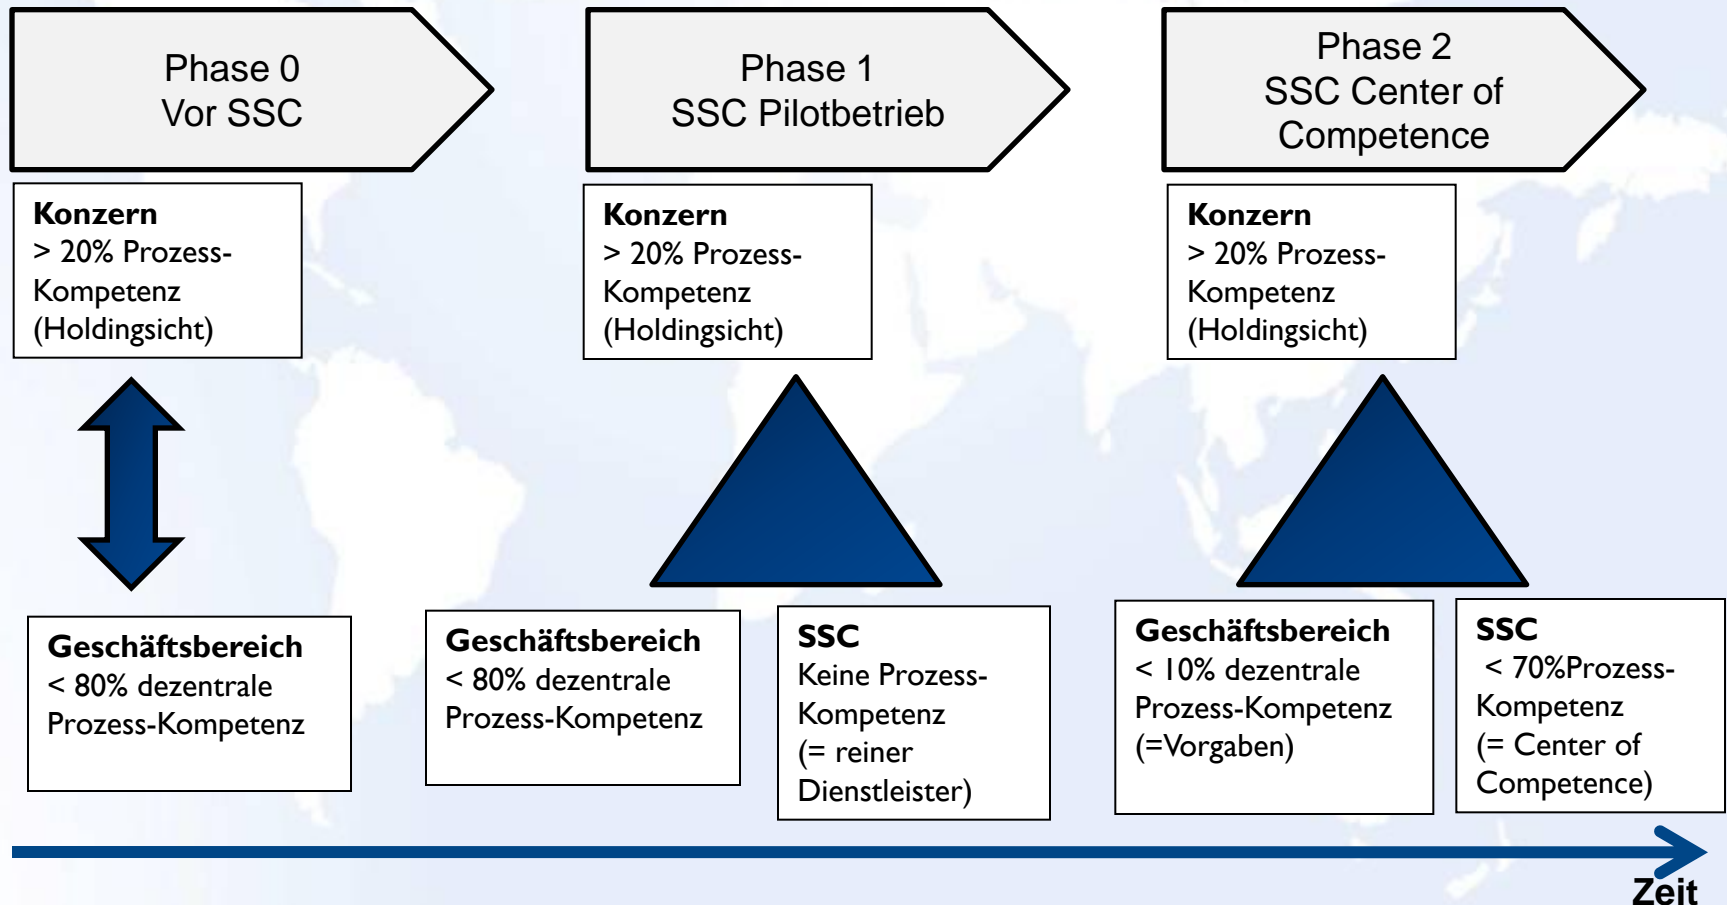 Phase 0
Vor SSC
Phase 1
SSC Pilotbetrieb
Phase 2
SSC Center of
Competence
Konzern
> 20% Prozess-
Kompetenz
(Holdingsicht)
Konzern
> 20% Prozess-
Kompetenz
(Holdingsicht)
Konzern
> 20% Prozess-
Kompetenz
(Holdingsicht)
Geschäftsbereich
< 80% dezentrale
Prozess-Kompetenz
Geschäftsbereich
< 80% dezentrale
Prozess-Kompetenz
SSC
Keine Prozess-
Kompetenz
(= reiner
Dienstleister)
Geschäftsbereich
< 10% dezentrale
Prozess-Kompetenz
(=Vorgaben)
SSC
< 70%Prozess-
Kompetenz
(= Center of
Competence)
Zeit